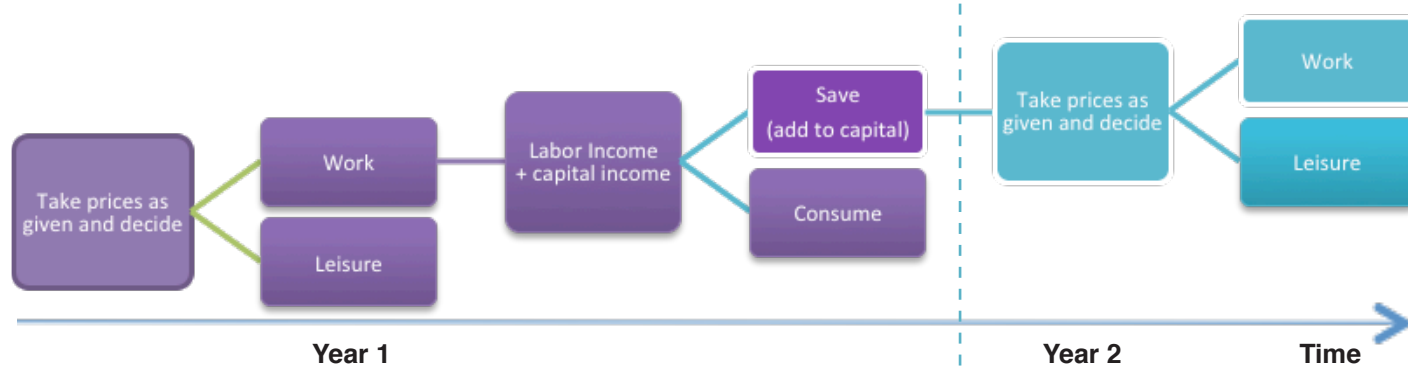 Take prices as
given and decide
Work
Leisure
Labor Income
+ capital income
Save
(add to capital)
Consume
Take prices as
given and decide
Work
Leisure
Year 1
Year 2
Time